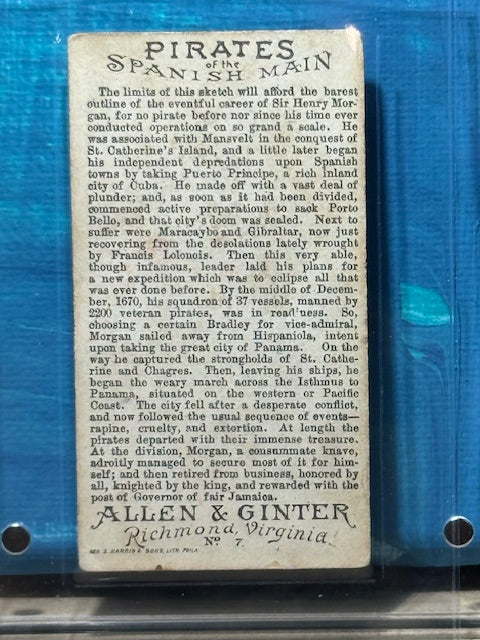 PIRATES
of the
SPANISH MAIN
The limits of this sketch will afford the barest
outline of the eventful career of Sir Henry Mor-
gan, for no pirate before nor since his time ever
conducted operations on so grand a scale. He
was associated with Mansvelt in the conquest of
St. Catherine's Island, and a little later began
his independent depredations upon Spanish
towns by taking Puerto Principe, a rich inland
city of Cuba. He made off with a vast deal of
plunder; and, as soon as it had been divided,
commenced active preparations to sack Porto
Bello, and that city's doom was sealed. Next to
suffer were Maracaybo and Gibraltar, now just
recovering from the desolations lately wrought
by Francis Lolonois. Then this very able,
though infamous, leader laid his plans for
a new expedition which was to eclipse all that
was ever done before. By the middle of Decem-
ber, 1670, his squadron of 37 vessels, manned by
2200 veteran pirates, was in read'ness. So,
choosing a certain Bradley for vice-admiral,
Morgan sailed away from Hispaniola, intent
upon taking the great city of Panama. On the
way he captured the strongholds of St. Cathe-
rine and Chagres. Then, leaving his ships, he
began the weary march across the Isthmus to
Panama, situated on the western or Pacific
Coast. The city fell after a desperate conflict,
and now followed the usual sequence of events—
rapine, cruelty, and extortion. At length the
pirates departed with their immense treasure.
At the division, Morgan, a consummate knave,
adroitly managed to secure most of it for him-
self; and then retired from business, honored by
all, knighted by the king, and rewarded with the
post of Governor of fair Jamaica.
ALLEN & GINTER
Richmond, Virginia.
No 7.
GEO. S. HARRIS & SONS, LITH. PHILA.